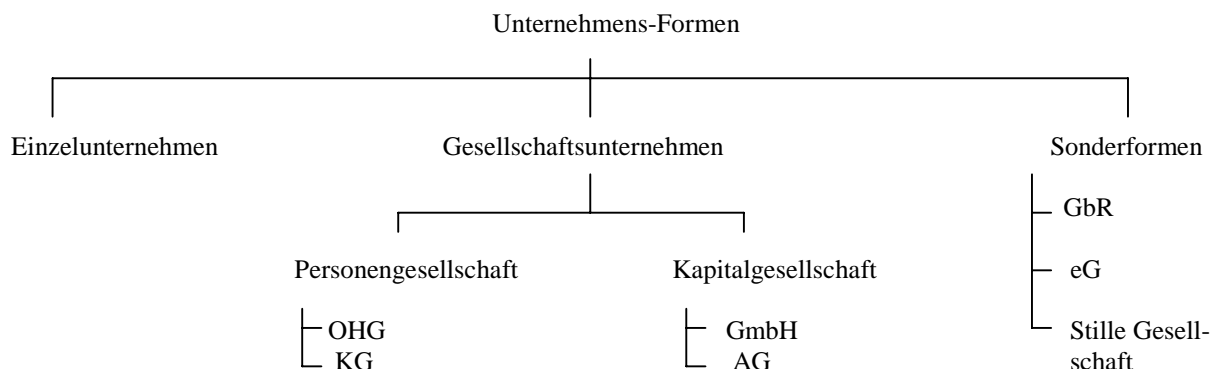 Unternehmens-Formen
Einzelunternehmen
Gesellschaftsunternehmen
Sonderformen
GbR
Personengesellschaft
Kapitalgesellschaft
eG
OHG
GmbH
Stille Gesell-
schaft
KG
AG